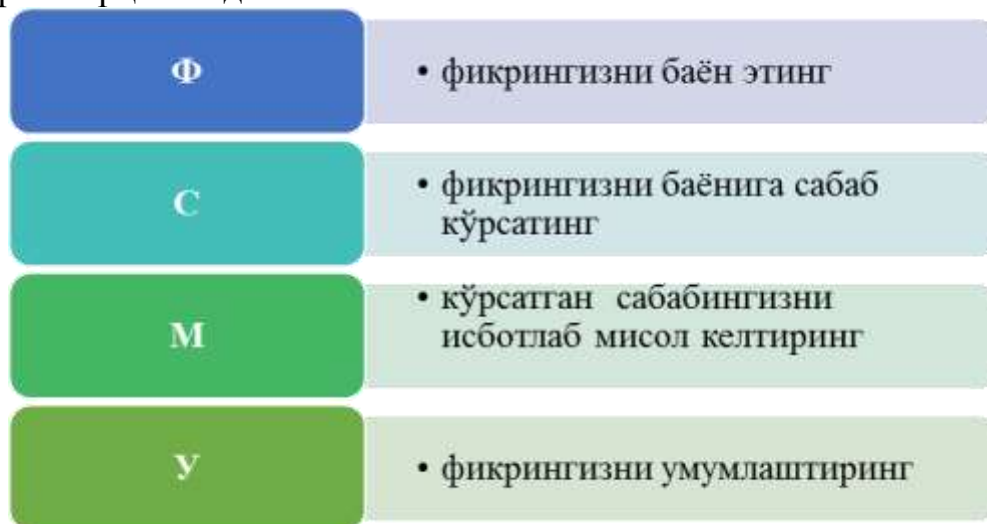 Ф
• фикрингизни баён этинг
С
• фикрингизни баёнига сабаб
кўрсатинг
М
• кўрсатган сабабингизни
исботлаб мисол келтиринг
У
• фикрингизни умумлаштиринг